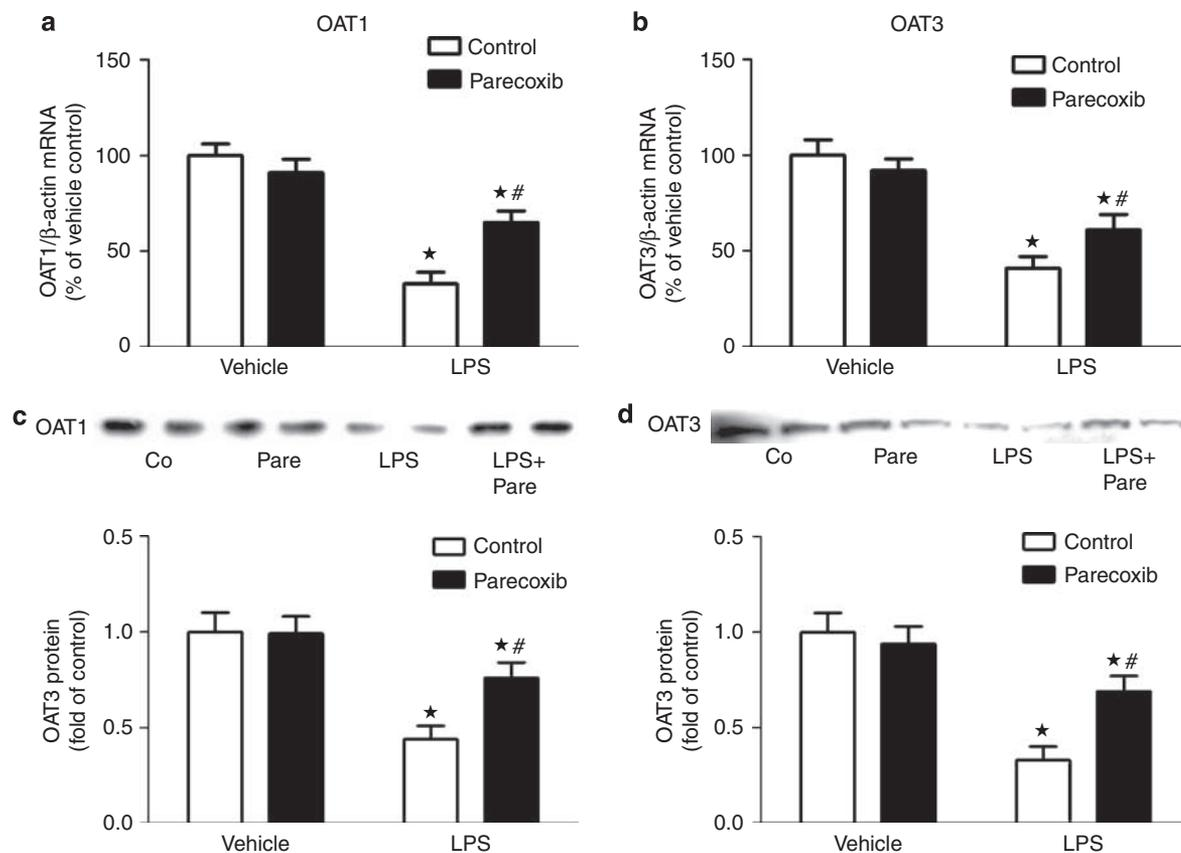 a
OAT1
Control
Parecoxib
OAT1/β-actin mRNA
(% of vehicle control)
150
100
50
0
★
★ #
Vehicle
LPS
b
OAT3
Control
Parecoxib
OAT3/β-actin mRNA
(% of vehicle control)
150
100
50
0
★
★ #
Vehicle
LPS
c
OAT1
Co
Pare
LPS
LPS+
Pare
Control
Parecoxib
OAT3 protein
(fold of control)
0.5
1.0
0.5
0.0
★
★ #
Vehicle
LPS
d
OAT3
Co
Pare
LPS
LPS+
Pare
Control
Parecoxib
OAT3 protein
(fold of control)
0.5
1.0
0.5
0.0
★
★ #
Vehicle
LPS